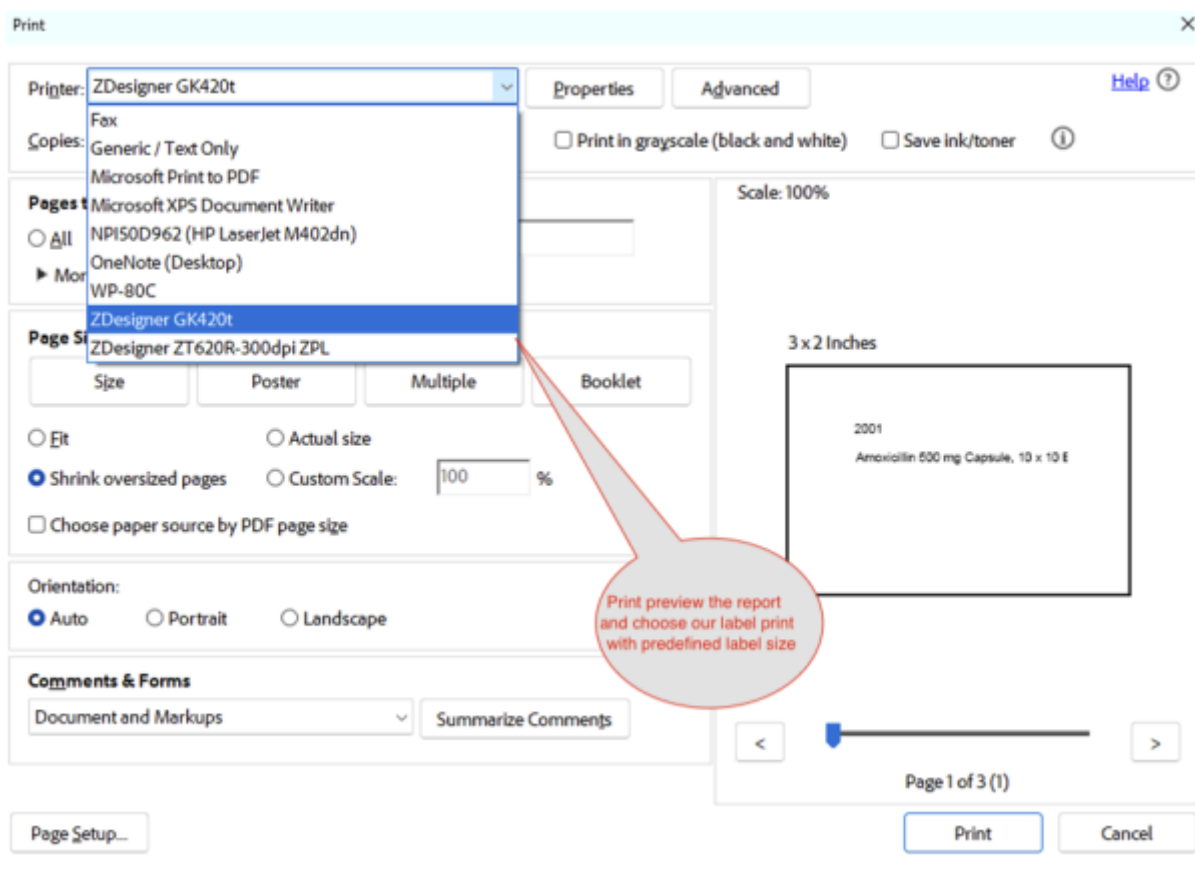 Print
Printer: ZDesigner GK420t
Properties
Advanced
Help
Fax
Generic / Text Only
Microsoft Print to PDF
Microsoft XPS Document Writer
NPI50D962 (HP LaserJet M402dn)
OneNote (Desktop)
WP-80C
ZDesigner GK420t
ZDesigner ZT620R-300dpi ZPL
Copies:
Print in grayscale (black and white)
Save ink/toner
Pages t
All
Mor
Page Si
Size
Poster
Multiple
Booklet
Fit
Actual size
Shrink oversized pages
Custom Scale:
100
%
Choose paper source by PDF page size
Orientation:
Auto
Portrait
Landscape
Comments & Forms
Document and Markups
Summarize Comments
Scale: 100%
3 x 2 Inches
2001
Amoxicillin 500 mg Capsule, 10 x 10 B
Print preview the report
and choose our label print
with predefined label size
<
>
Page 1 of 3 (1)
Page Setup...
Print
Cancel